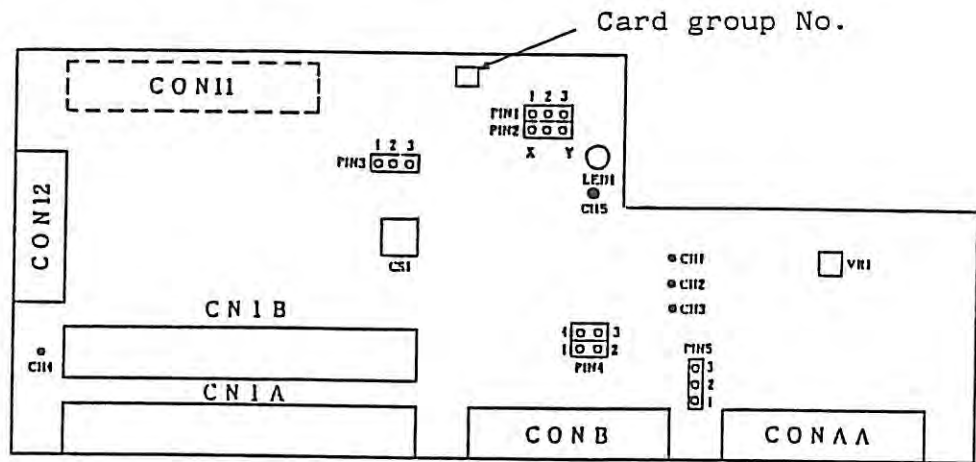 Card group No.
CON11
1 2 3
PIN1
PIN2
X Y
1 2 3
PIN3
LED1
CH5
CON12
CS1
CH1
CH2
CH3
VR1
CN1B
4 3
1 2
PIN4
PIN5
3
2
1
CH4
CN1A
CONB
CONAA